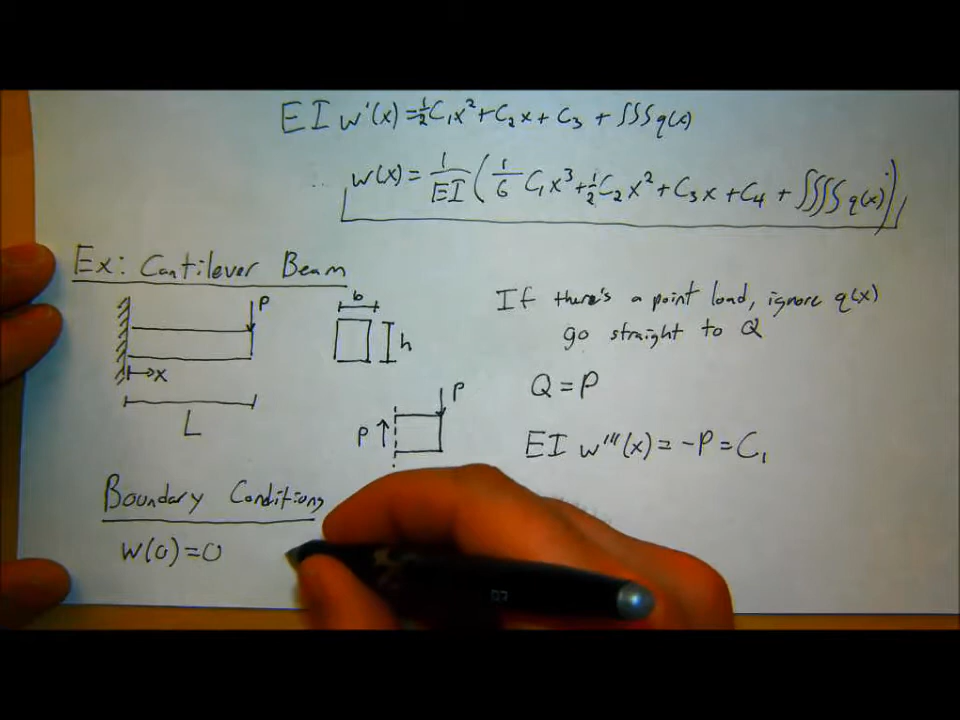 EI w'(x) = ½C₁x² + C₂x + C₃ + ∫∫∫q(x)
w(x) = 1/EI (1/6 C₁x³ + ½C₂x² + C₃x + C₄ + ∫∫∫∫q(x))
Ex: Cantilever Beam
P
b
h
x
L
If there's a point load, ignore q(x)
go straight to Q
Q = P
P
P
EI w'''(x) = -P = C₁
Boundary Conditions
w(0)=0